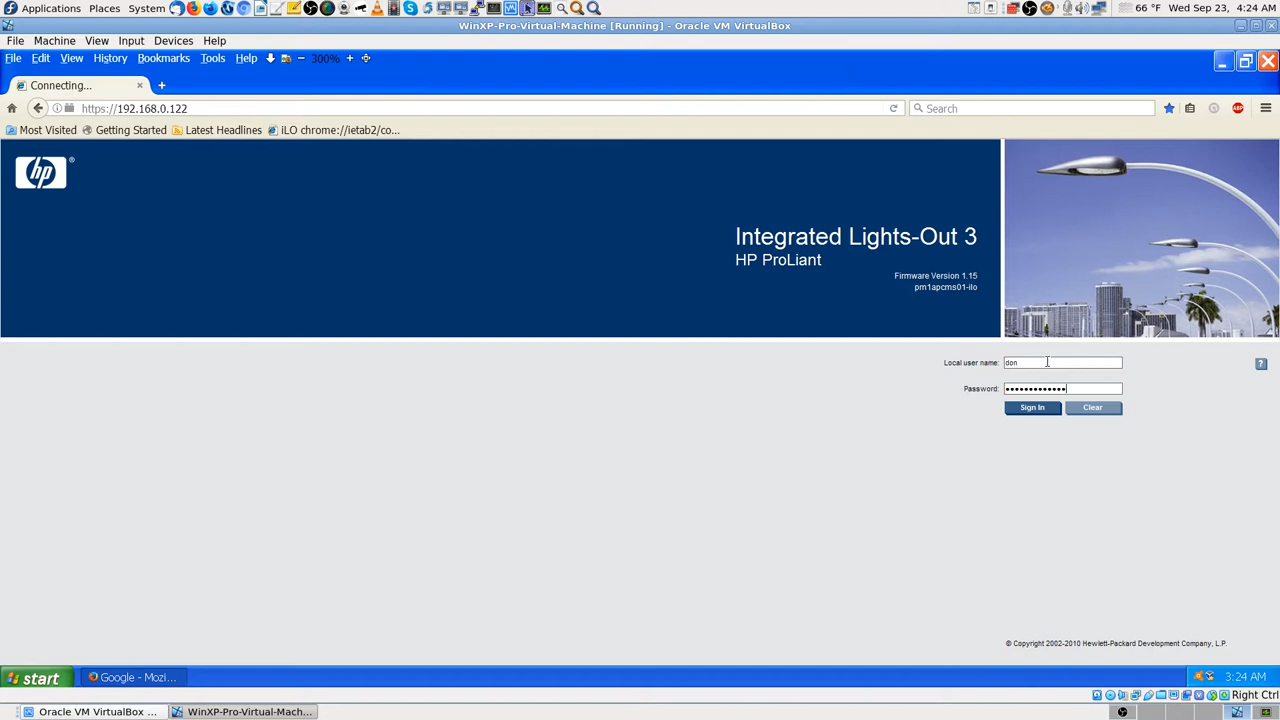 Applications Places System 66 °F Wed Sep 23, 4:24 AM
WinXP-Pro-Virtual-Machine [Running] - Oracle VM VirtualBox
File Machine View Input Devices Help
File Edit View History Bookmarks Tools Help 300%
Connecting...
https://192.168.0.122
Search
Most Visited Getting Started Latest Headlines iLO chrome://ietab2/co...
hp ®
Integrated Lights-Out 3
HP ProLiant
Firmware Version 1.15
pm1apcms01-ilo
Local user name: don
?
Password: •••••••••••••
Sign In Clear
© Copyright 2002-2010 Hewlett-Packard Development Company, L.P.
start Google - Mozi... 3:24 AM
Right Ctrl
Oracle VM VirtualBox ... WinXP-Pro-Virtual-Mach...